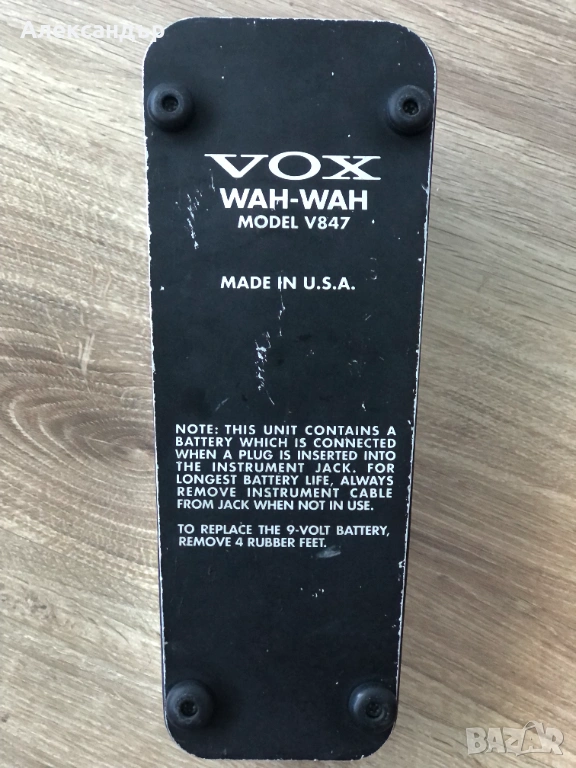 Александър
VOX
WAH-WAH
MODEL V847
MADE IN U.S.A.
NOTE: THIS UNIT CONTAINS A
BATTERY WHICH IS CONNECTED
WHEN A PLUG IS INSERTED INTO
THE INSTRUMENT JACK. FOR
LONGEST BATTERY LIFE, ALWAYS
REMOVE INSTRUMENT CABLE
FROM JACK WHEN NOT IN USE.
TO REPLACE THE 9-VOLT BATTERY,
REMOVE 4 RUBBER FEET.
BAZAR
bg